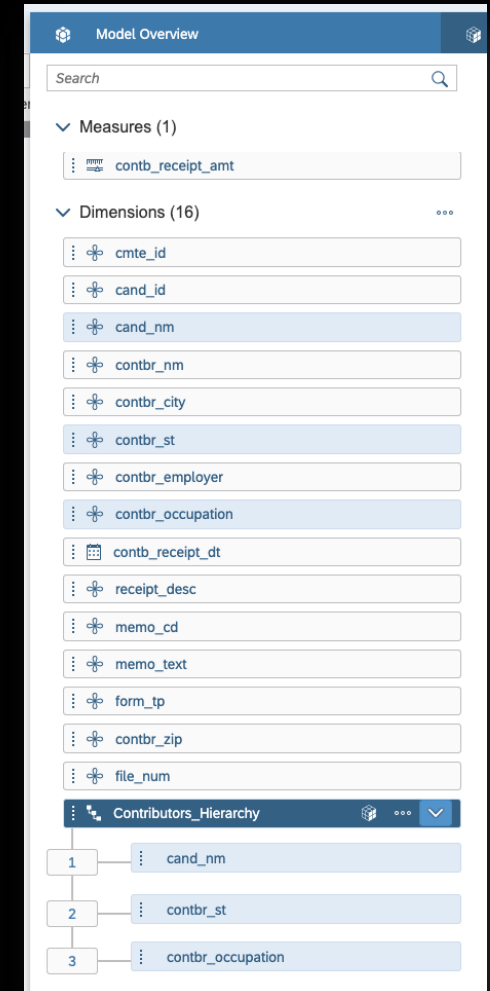 Model Overview
Search
Measures (1)
contb_receipt_amt
Dimensions (16)
cmte_id
cand_id
cand_nm
contbr_nm
contbr_city
contbr_st
contbr_employer
contbr_occupation
contb_receipt_dt
receipt_desc
memo_cd
memo_text
form_tp
contbr_zip
file_num
Contributors_Hierarchy
1 cand_nm
2 contbr_st
3 contbr_occupation